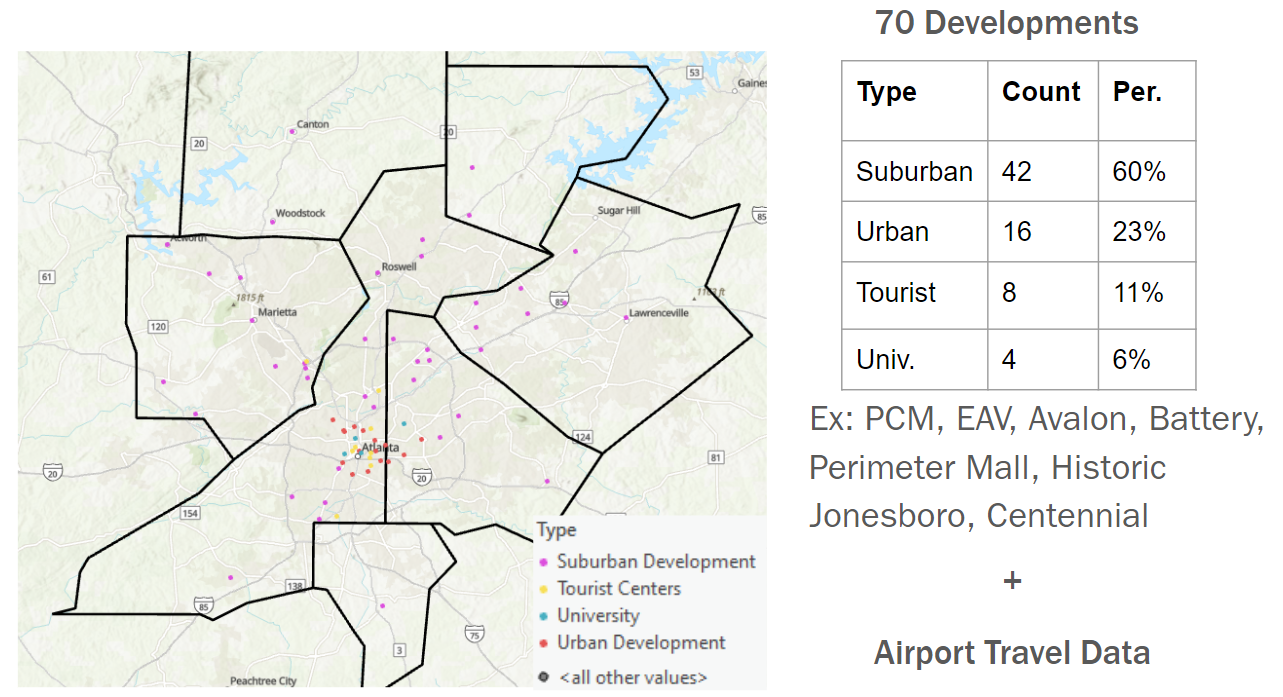 70 Developments
Type Count Per.
Suburban 42 60%
Urban 16 23%
Tourist 8 11%
Univ. 4 6%
Ex: PCM, EAV, Avalon, Battery,
Perimeter Mall, Historic
Jonesboro, Centennial
+
Airport Travel Data
53
Gaines
Canton
20
20
Woodstock
Sugar Hill
85
Acworth
Roswell
61
1815 ft
85
Marietta
Lawrenceville
120
Atlanta
124
81
20
20
154
138
85
75
3
Peachtree City
Type
Suburban Development
Tourist Centers
University
Urban Development
<all other values>